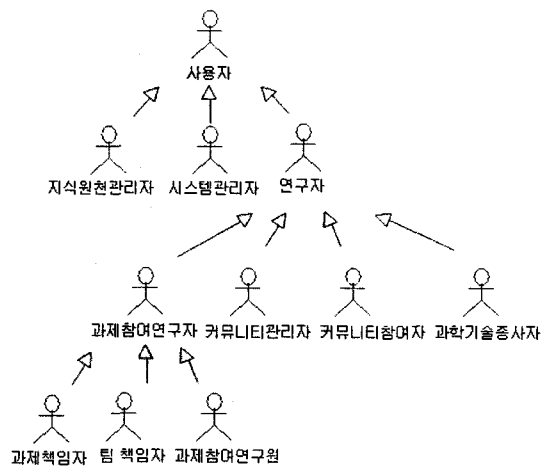 사용자
지식원천관리자 시스템관리자 연구자
과제참여연구자 커뮤니티관리자 커뮤니티참여자 과학기술종사자
과제책임자 팀 책임자 과제참여연구원